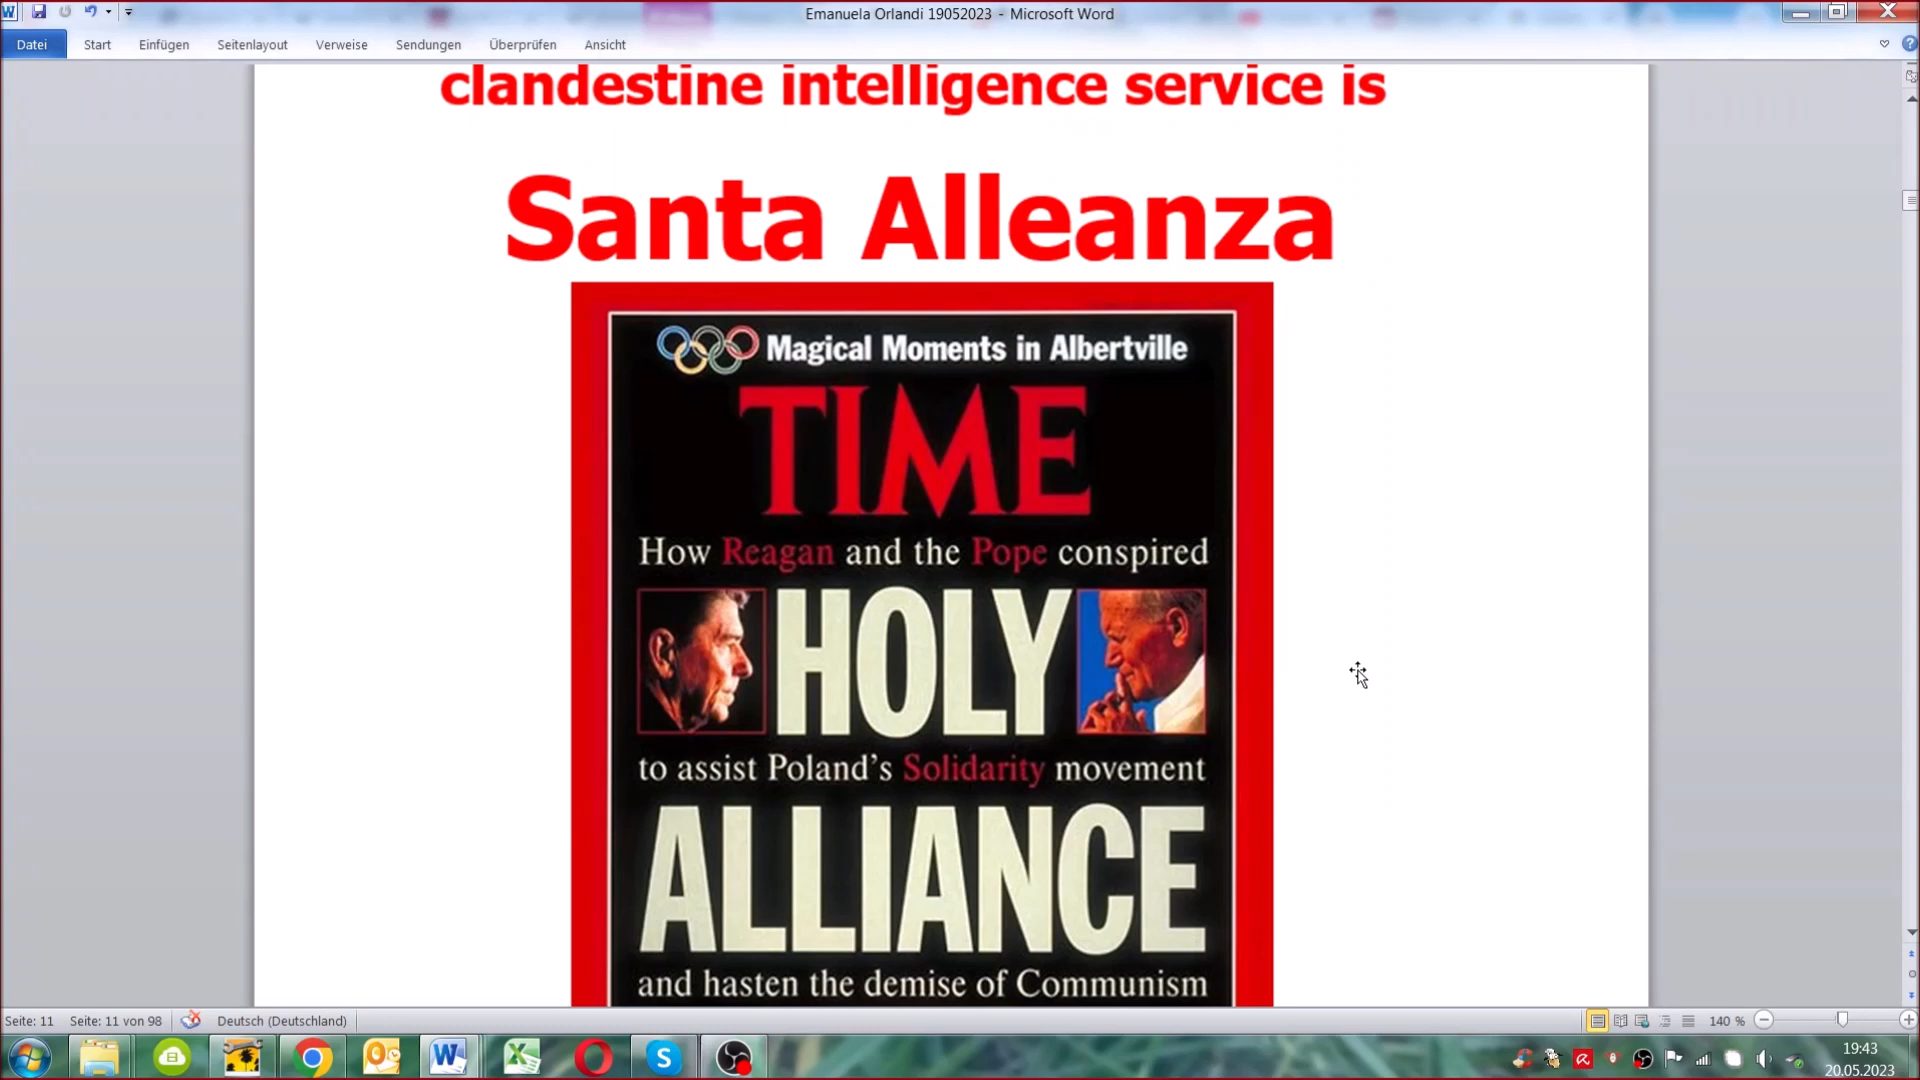 Emanuela Orlandi 19052023 - Microsoft Word
Datei Start Einfügen Seitenlayout Verweise Sendungen Überprüfen Ansicht
clandestine intelligence service is
Santa Alleanza
Magical Moments in Albertville
TIME
How Reagan and the Pope conspired
HOLY
to assist Poland's Solidarity movement
ALLIANCE
and hasten the demise of Communism
Seite: 11 Seite: 11 von 98 Deutsch (Deutschland) 140 %
19:43
20.05.2023